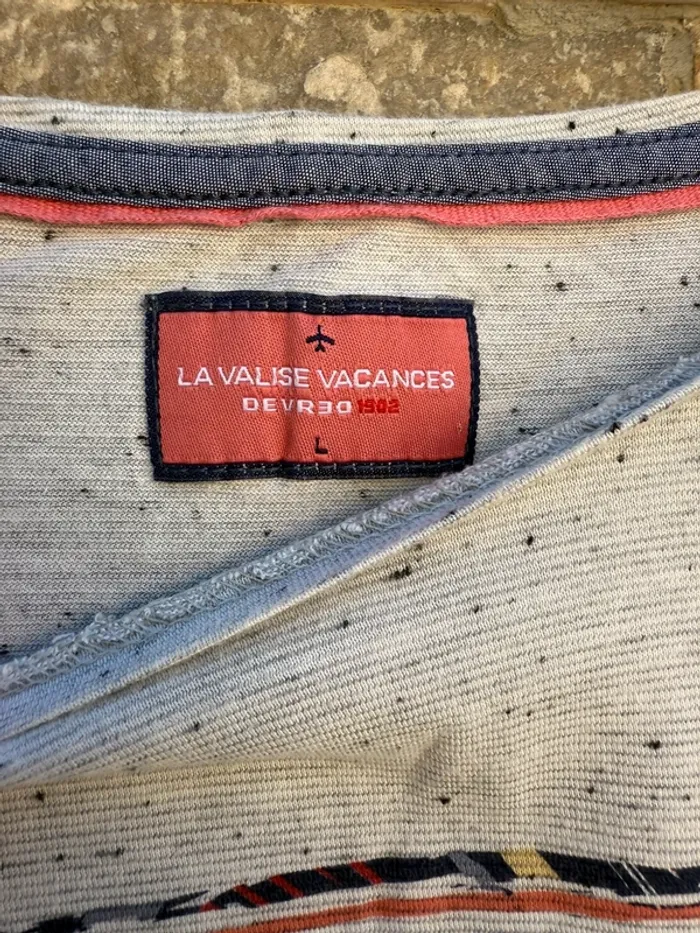 LA VALISE VACANCES
DEVRED 1902
L